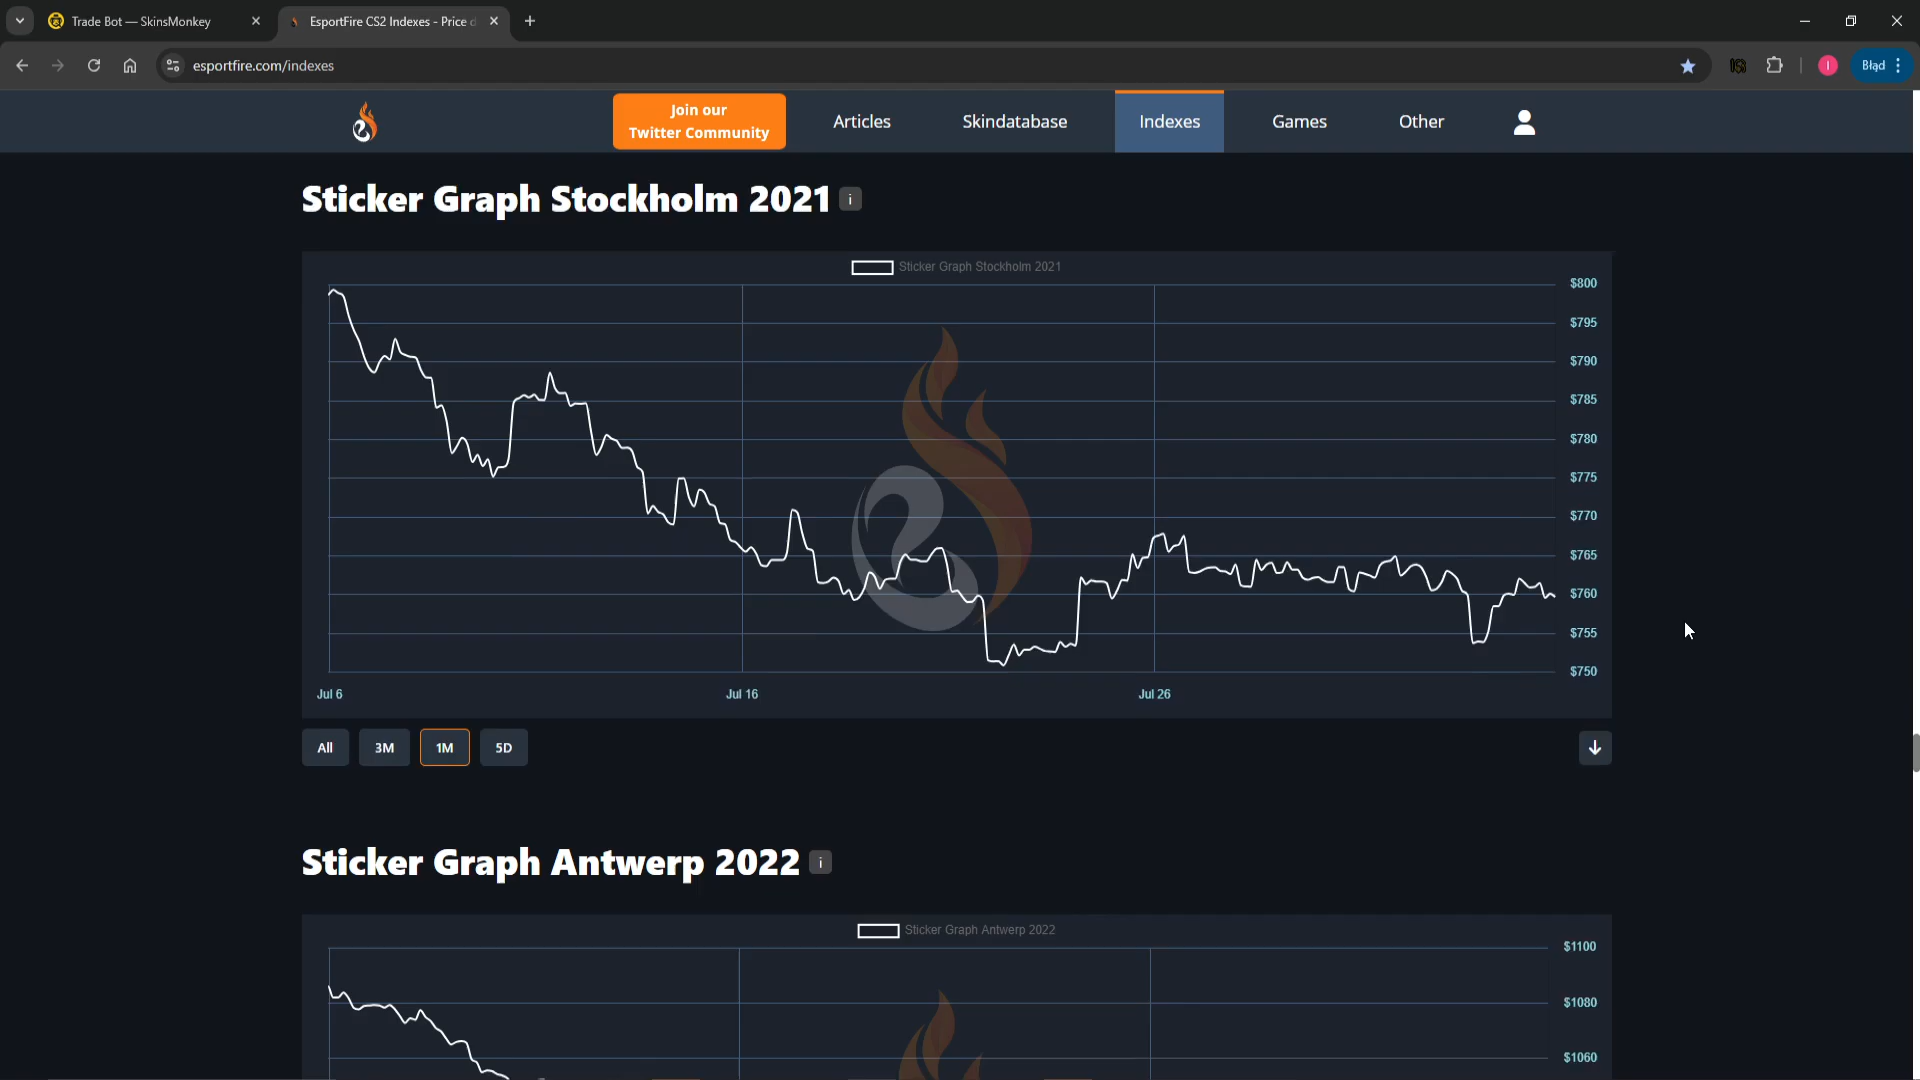 Trade Bot — SkinsMonkey
EsportFire CS2 Indexes - Price d
esportfire.com/indexes
Błąd
Join our
Twitter Community
Articles
Skindatabase
Indexes
Games
Other
Sticker Graph Stockholm 2021
i
Sticker Graph Stockholm 2021
$800
$795
$790
$785
$780
$775
$770
$765
$760
$755
$750
Jul 6
Jul 16
Jul 26
All
3M
1M
5D
Sticker Graph Antwerp 2022
i
Sticker Graph Antwerp 2022
$1100
$1080
$1060